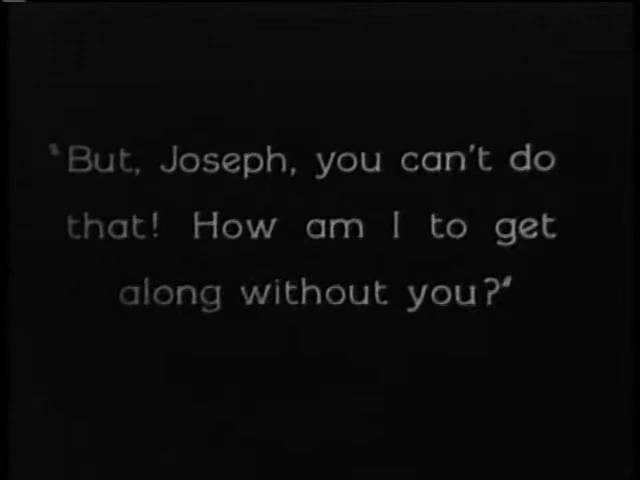 "But, Joseph, you can't do
that! How am I to get
along without you?"